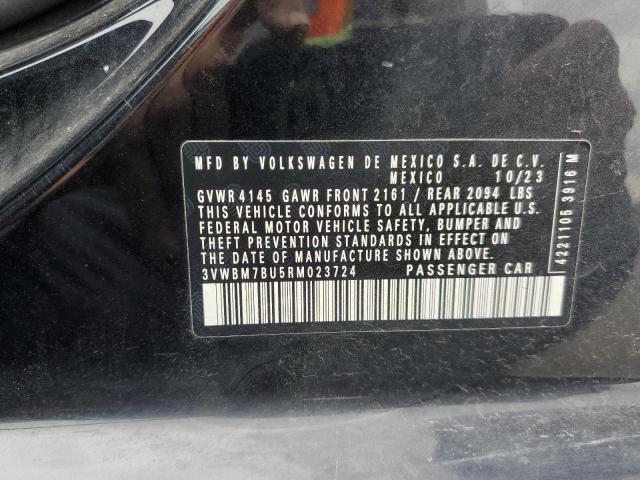 MFD BY VOLKSWAGEN DE MEXICO S.A. DE C.V.
MEXICO 10/23
GVWR 4145 GAWR FRONT 2161 / REAR 2094 LBS
THIS VEHICLE CONFORMS TO ALL APPLICABLE U.S.
FEDERAL MOTOR VEHICLE SAFETY, BUMPER AND
THEFT PREVENTION STANDARDS IN EFFECT ON
THE DATE OF MANUFACTURE SHOWN ABOVE.
3VWBM7BU5RM023724 PASSENGER CAR
4221105 3916 M